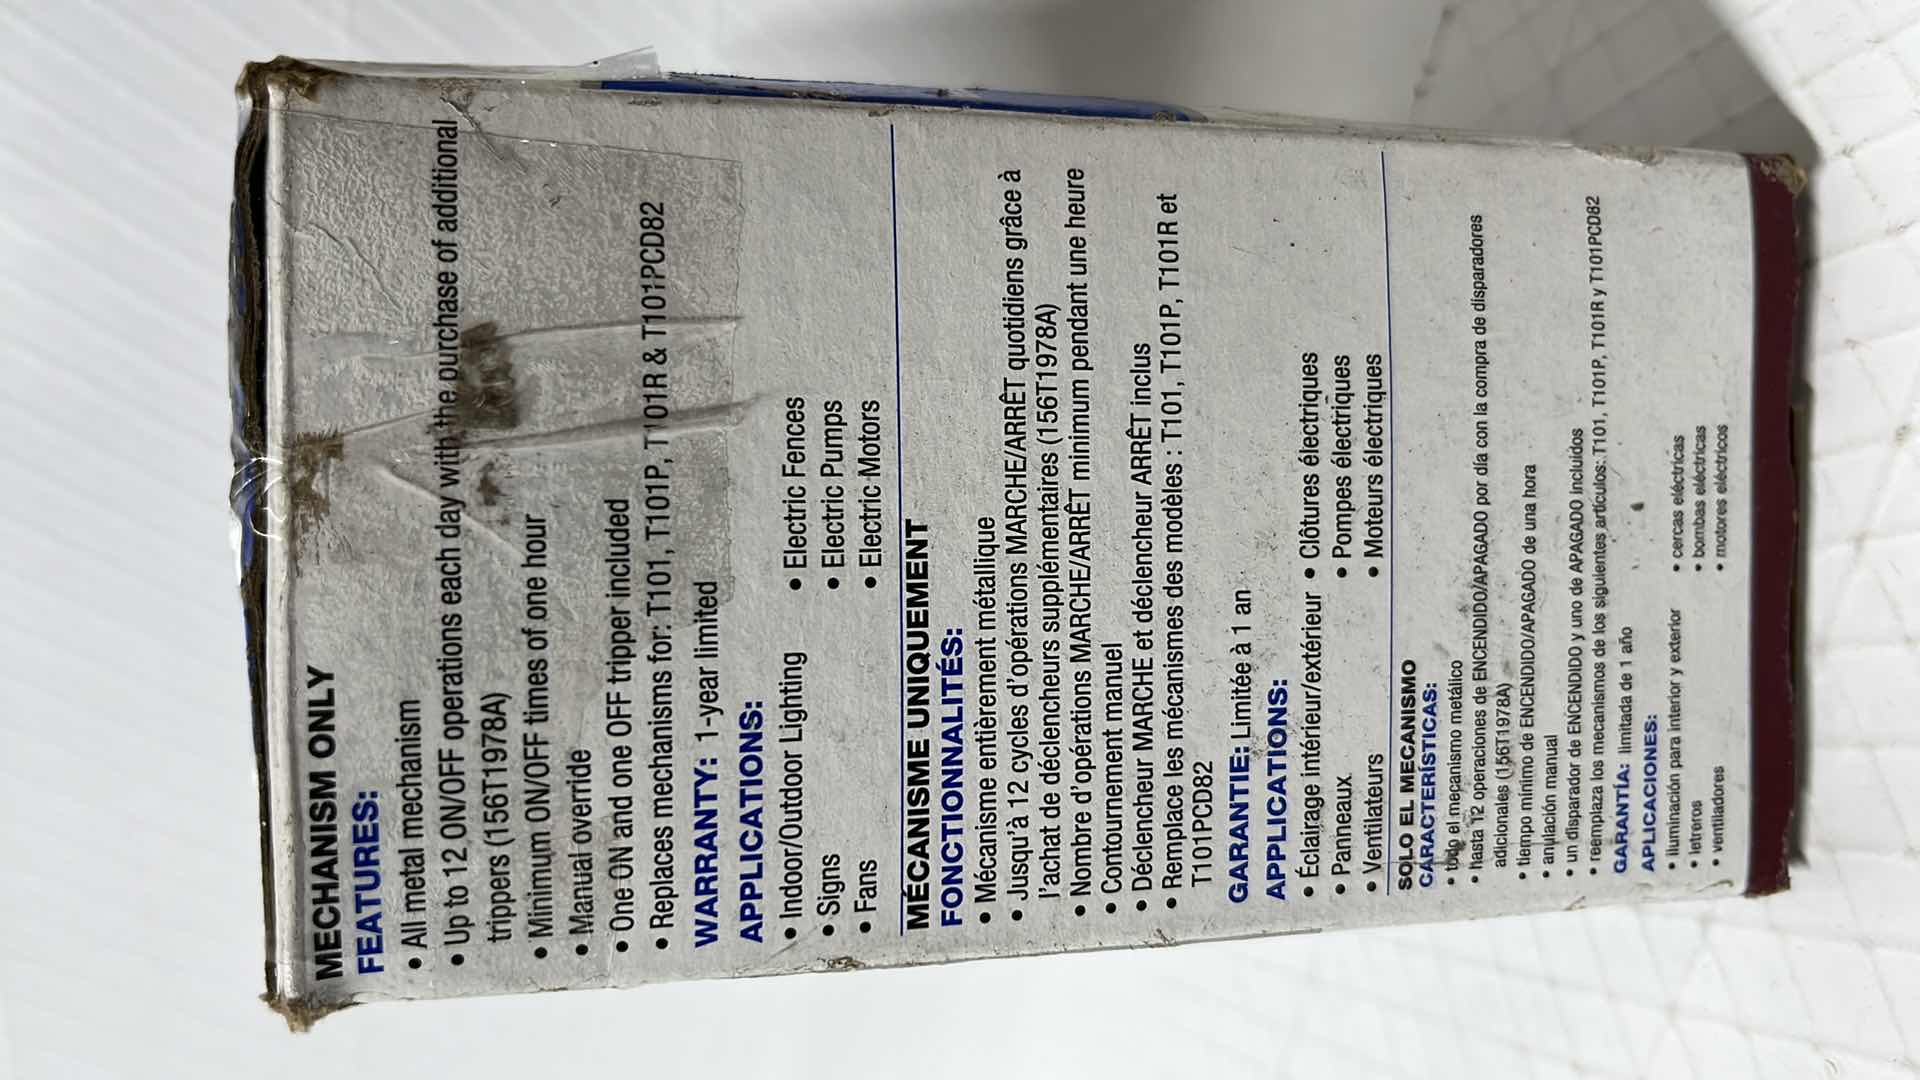 MECHANISM ONLY
FEATURES:
• All metal mechanism
• Up to 12 ON/OFF operations each day with the purchase of additional
trippers (156T1978A)
• Minimum ON/OFF times of one hour
• Manual override
• One ON and one OFF tripper included
• Replaces mechanisms for: T101, T101P, T101R & T101PCD82
WARRANTY: 1-year limited
APPLICATIONS:
• Indoor/Outdoor Lighting • Electric Fences
• Signs • Electric Pumps
• Fans • Electric Motors
MÉCANISME UNIQUEMENT
FONCTIONNALITÉS:
• Mécanisme entièrement métallique
• Jusqu'à 12 cycles d'opérations MARCHE/ARRÊT quotidiens grâce à
l'achat de déclencheurs supplémentaires (156T1978A)
• Nombre d'opérations MARCHE/ARRÊT minimum pendant une heure
• Contournement manuel
• Déclencheur MARCHE et déclencheur ARRÊT inclus
• Remplace les mécanismes des modèles : T101, T101P, T101R et
T101PCD82
GARANTIE: Limitée à 1 an
APPLICATIONS:
• Éclairage intérieur/extérieur • Clôtures électriques
• Panneaux • Pompes électriques
• Ventilateurs • Moteurs électriques
SOLO EL MECANISMO
CARACTERÍSTICAS:
• todo el mecanismo metálico
• hasta 12 operaciones de ENCENDIDO/APAGADO por día con la compra de disparadores
adicionales (156T1978A)
• tiempo mínimo de ENCENDIDO/APAGADO de una hora
• anulación manual
• un disparador de ENCENDIDO y uno de APAGADO incluidos
• reemplaza los mecanismos de los siguientes artículos: T101, T101P, T101R y T101PCD82
GARANTÍA: limitada de 1 año
APLICACIONES:
• iluminación para interior y exterior • cercas eléctricas
• letreros • bombas eléctricas
• ventiladores • motores eléctricos